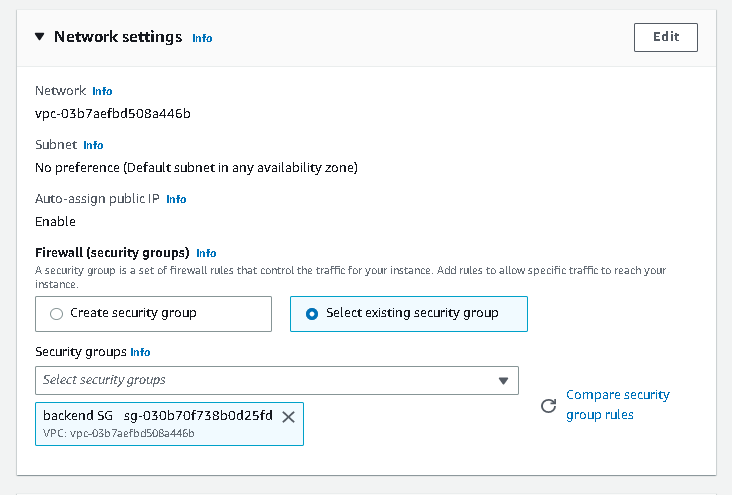 Network settings Info
Edit
Network Info
vpc-03b7aefbd508a446b
Subnet Info
No preference (Default subnet in any availability zone)
Auto-assign public IP Info
Enable
Firewall (security groups) Info
A security group is a set of firewall rules that control the traffic for your instance. Add rules to allow specific traffic to reach your
instance.
Create security group
Select existing security group
Security groups Info
Select security groups
backend SG sg-030b70f738b0d25fd
VPC: vpc-03b7aefbd508a446b
Compare security
group rules